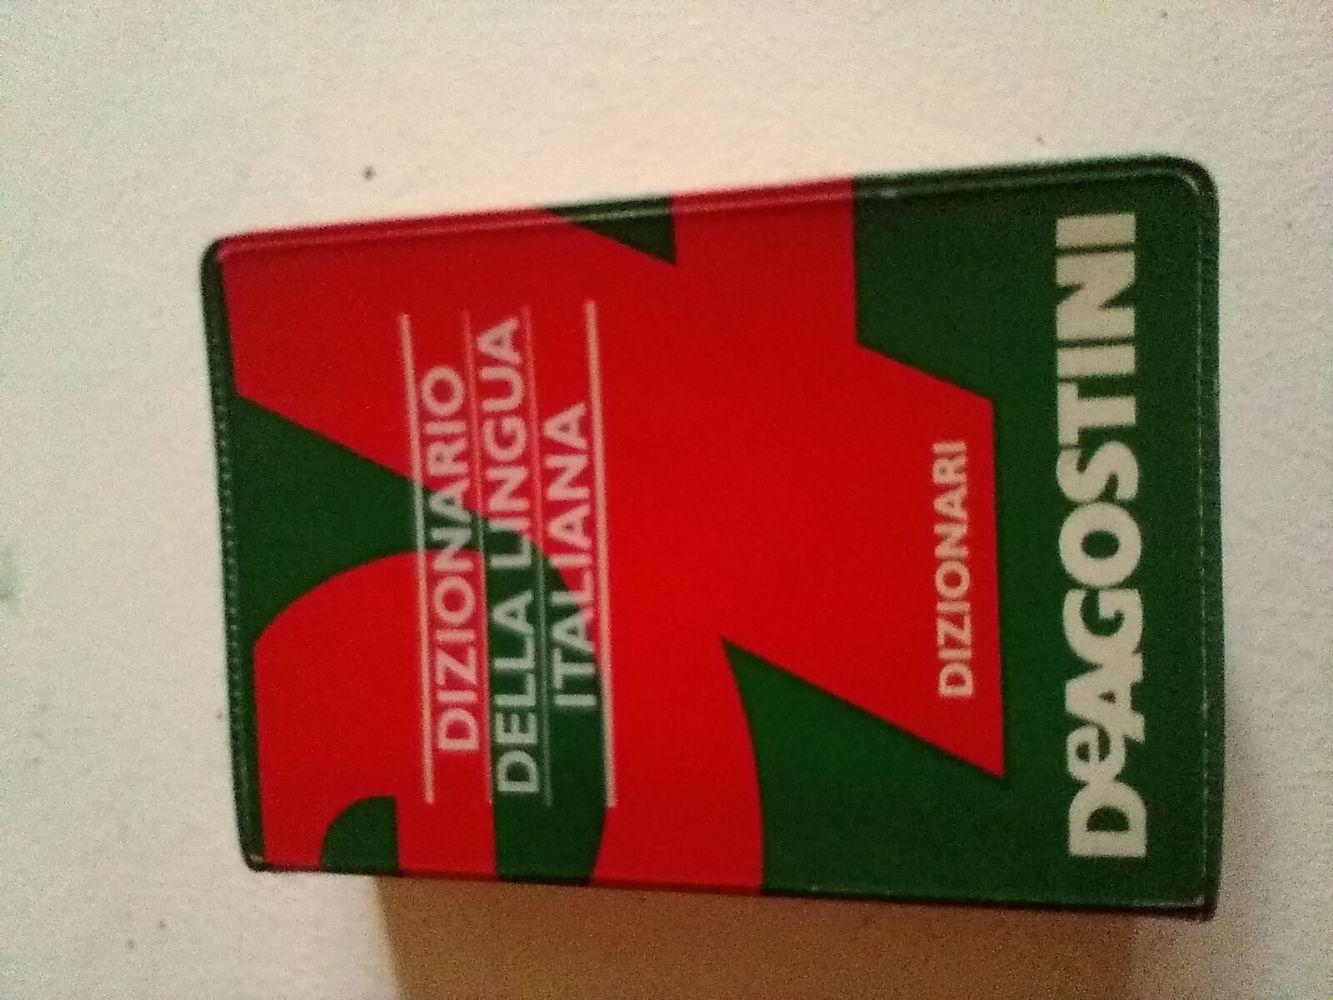 DIZIONARIO
DELLA LINGUA
ITALIANA
DIZIONARI
DeAGOSTINI